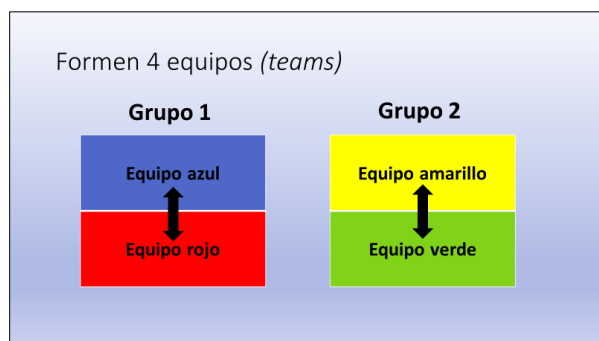 Formen 4 equipos (teams)
Grupo 1
Equipo azul
Equipo rojo
Grupo 2
Equipo amarillo
Equipo verde